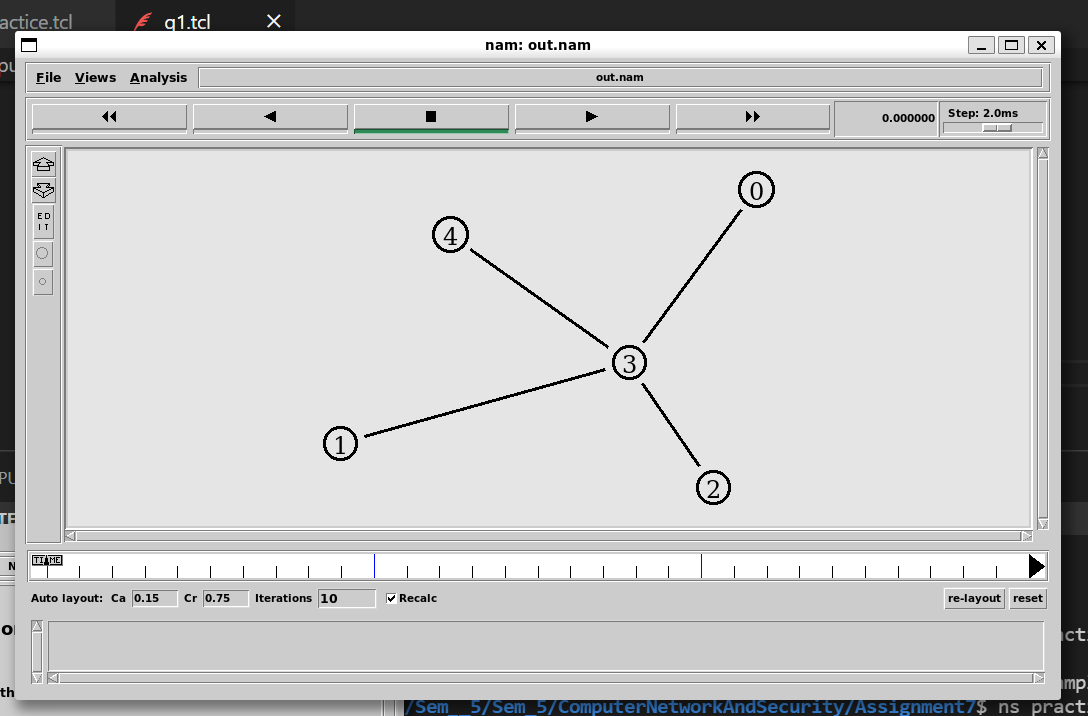 actice.tcl q1.tcl
nam: out.nam
File Views Analysis out.nam
0.000000 Step: 2.0ms
0
4
E D
I T
3
1
2
TIME
Auto layout: Ca 0.15 Cr 0.75 Iterations 10 Recalc re-layout reset
/Sem__5/Sem_5/ComputerNetworkAndSecurity/Assignment7$ ns pract